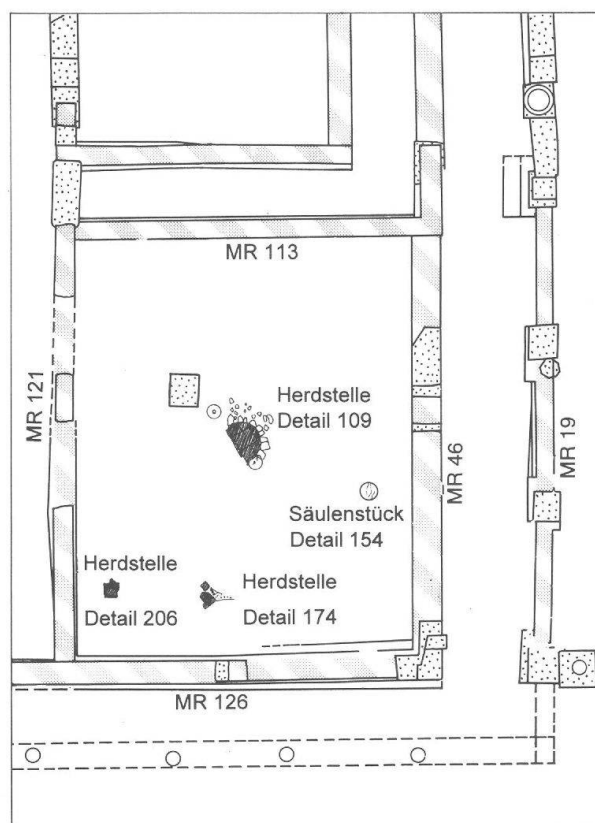 MR 113
MR 121
Herdstelle
Detail 109
MR 46
MR 19
Säulenstück
Detail 154
Herdstelle
Detail 206
Herdstelle
Detail 174
MR 126